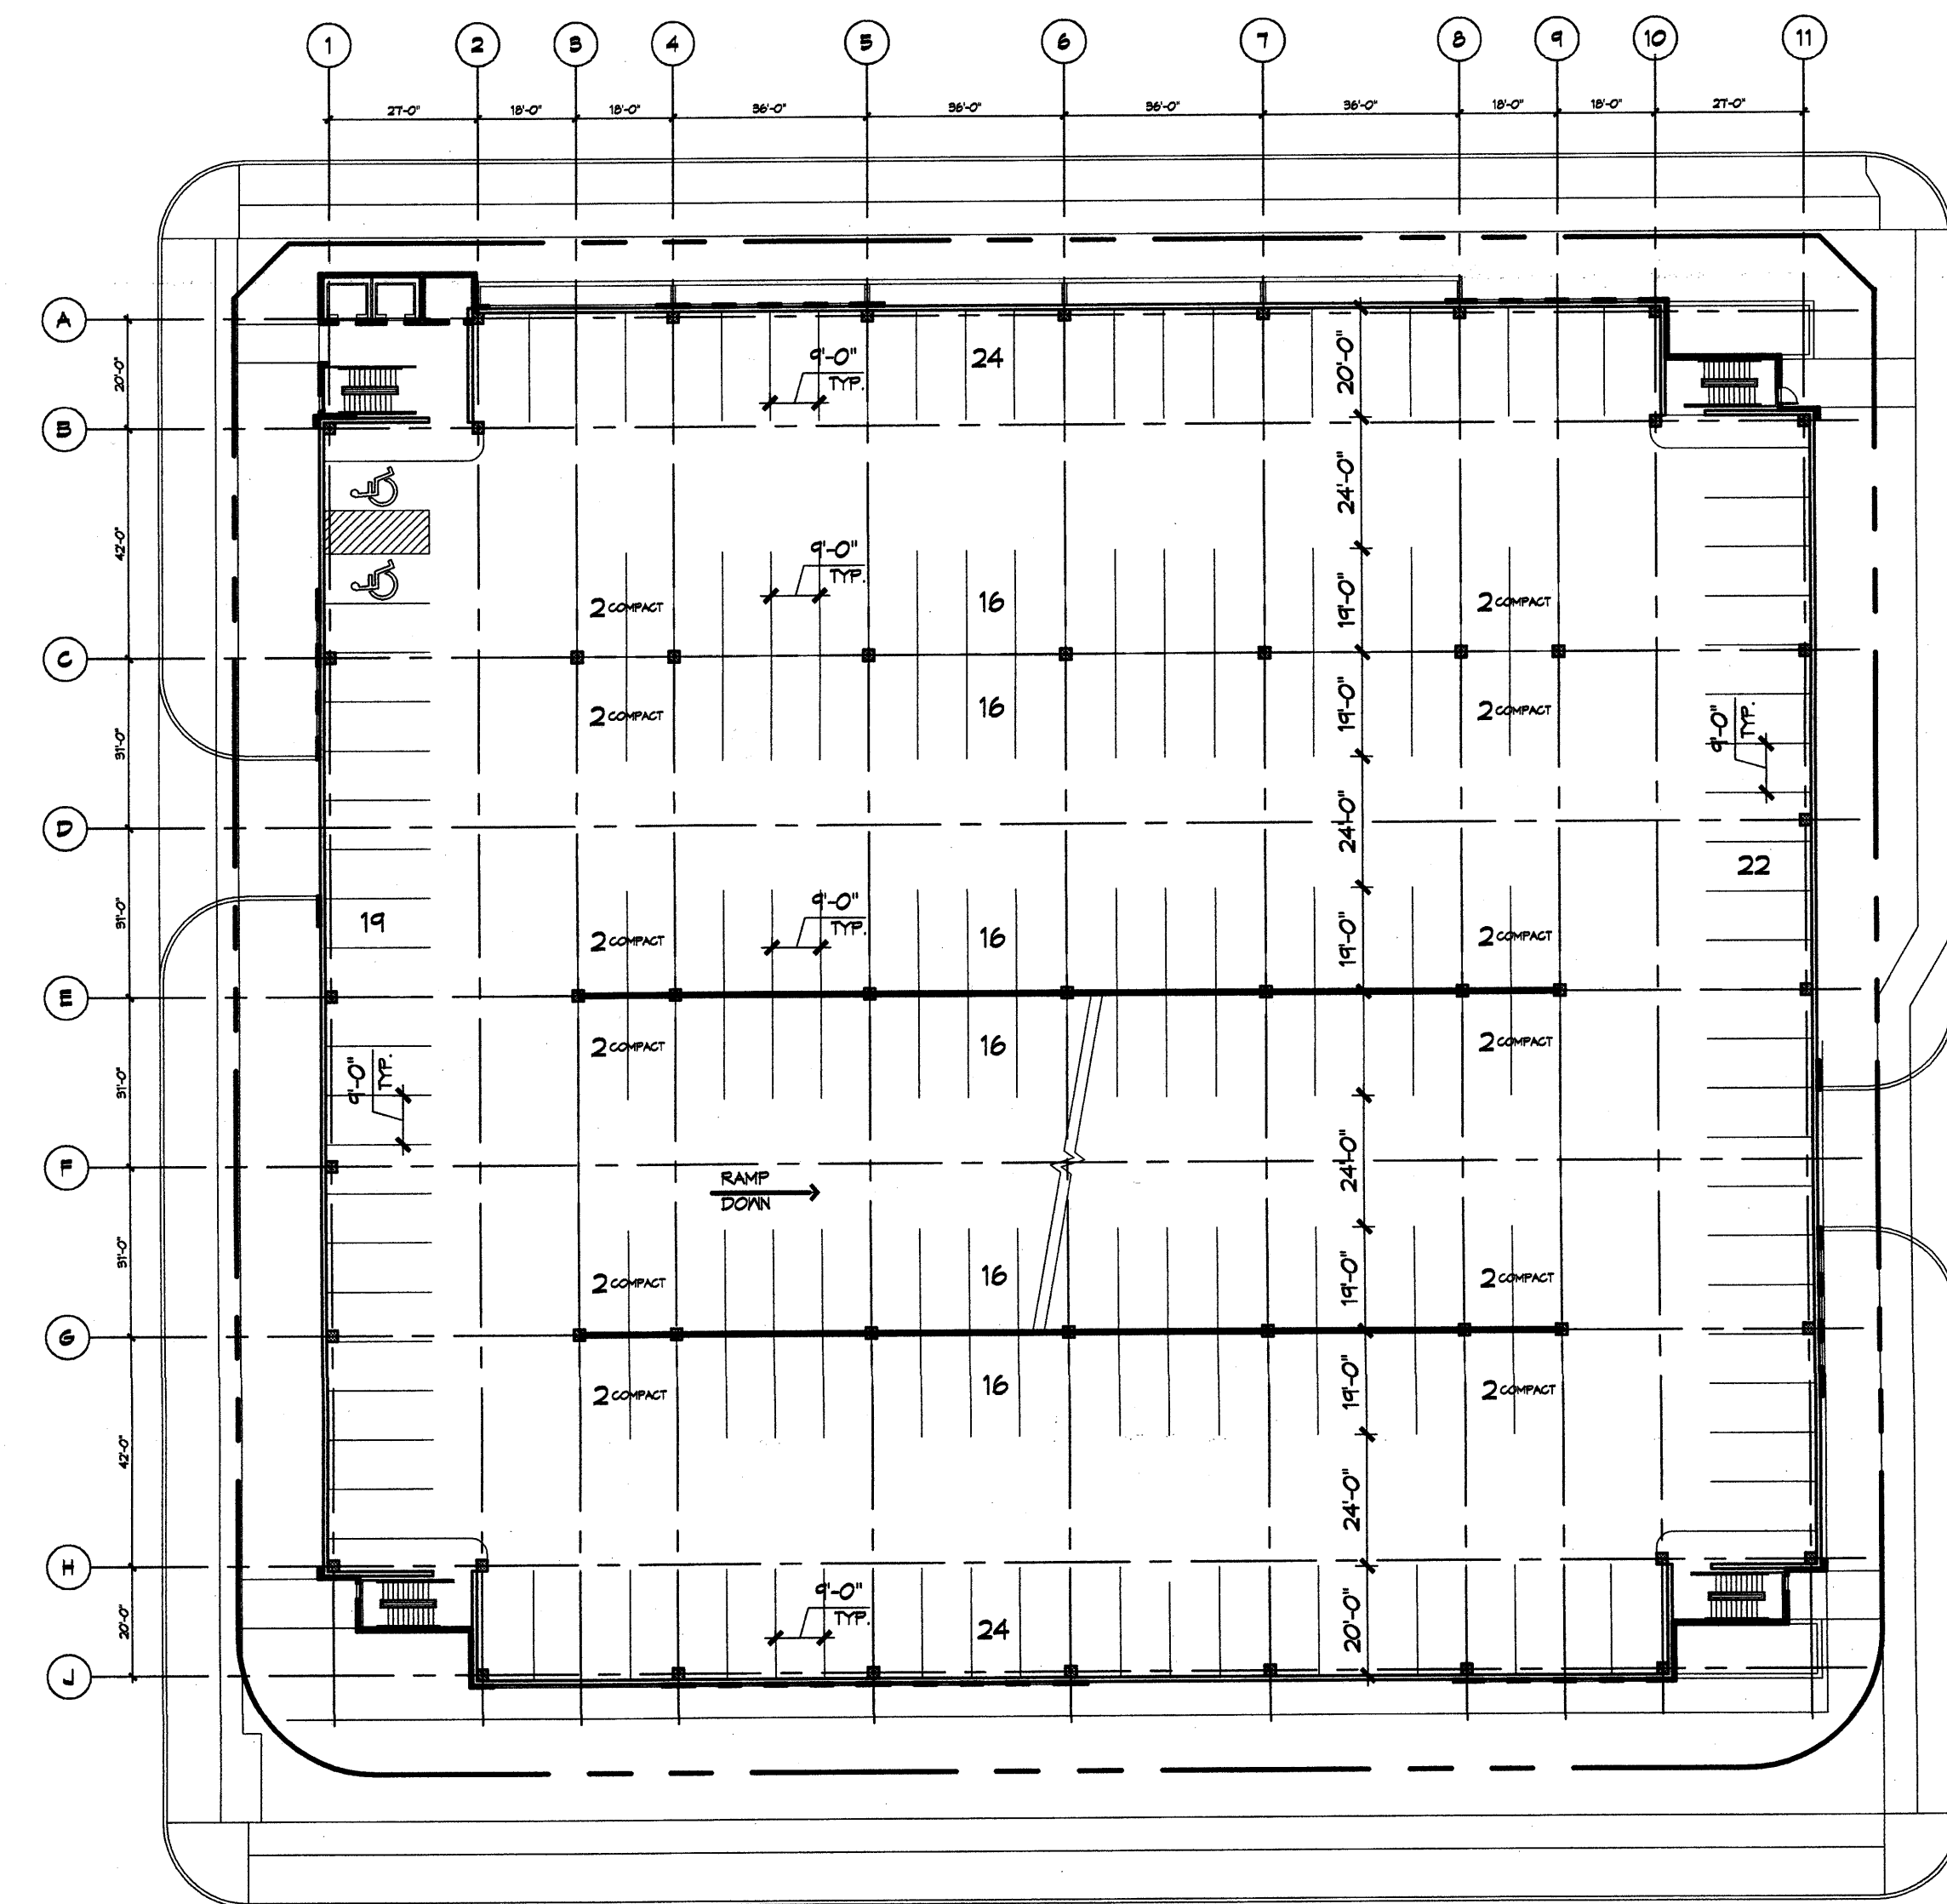 1 2 3 4 5 6 7 8 9 10 11
27'-0" 18'-0" 18'-0" 36'-0" 36'-0" 36'-0" 36'-0" 18'-0" 18'-0" 27'-0"
A
20'-0"
9'-0"
TYP.
24
20'-0"
B
42'-0"
24'-0"
9'-0"
TYP.
2 COMPACT
16
19'-0"
2 COMPACT
C
2 COMPACT
16
19'-0"
2 COMPACT
9'-0"
TYP.
31'-0"
D
24'-0"
22
31'-0"
19
9'-0"
TYP.
2 COMPACT
16
19'-0"
2 COMPACT
E
2 COMPACT
16
2 COMPACT
31'-0"
9'-0"
TYP.
F
24'-0"
RAMP
DOWN
31'-0"
2 COMPACT
16
19'-0"
2 COMPACT
G
2 COMPACT
16
19'-0"
2 COMPACT
42'-0"
24'-0"
H
20'-0"
9'-0"
TYP.
24
20'-0"
J